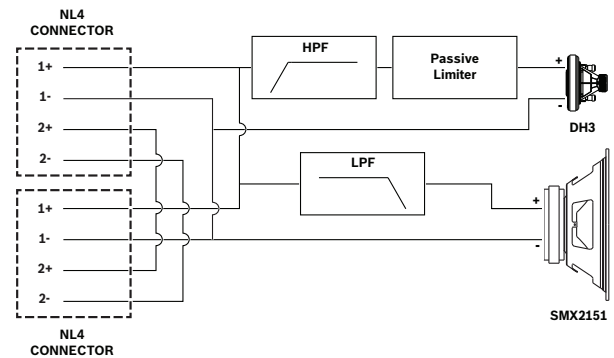 NL4
CONNECTOR
1+
1-
2+
2-
HPF
Passive
Limiter
+
-
DH3
LPF
1+
1-
2+
2-
+
-
SMX2151
NL4
CONNECTOR